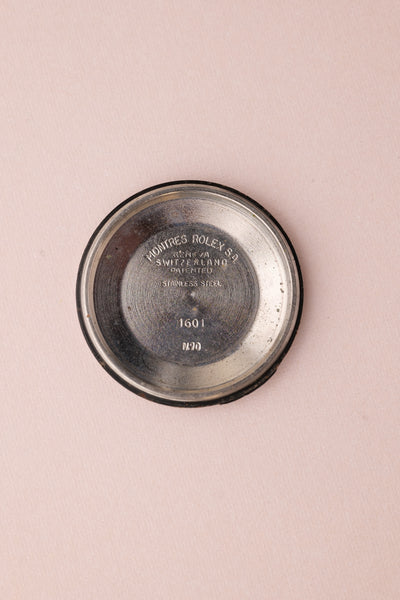 MONTRES ROLEX S.A.
GENEVA
SWITZERLAND
PATENTED
STAINLESS STEEL
1601